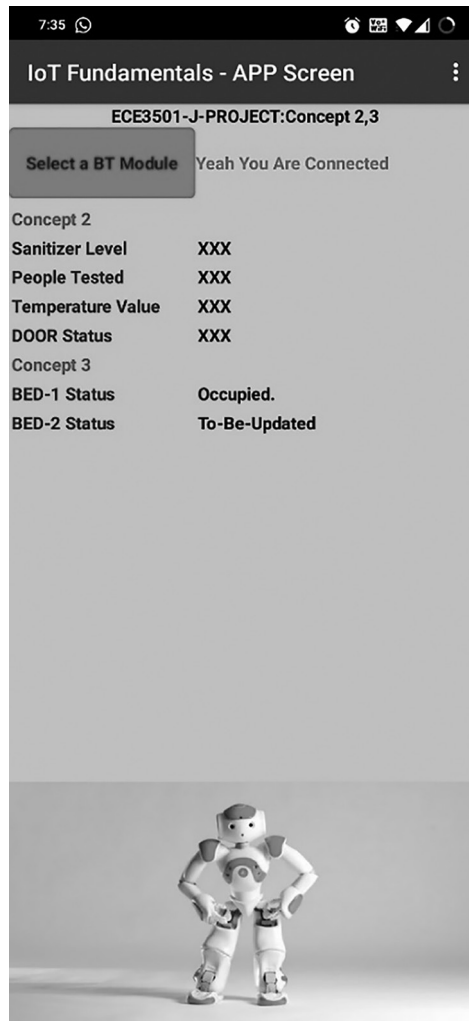 7:35
Vo+ WiFi
IoT Fundamentals - APP Screen
ECE3501-J-PROJECT:Concept 2,3
Select a BT Module Yeah You Are Connected
Concept 2
Sanitizer Level XXX
People Tested XXX
Temperature Value XXX
DOOR Status XXX
Concept 3
BED-1 Status Occupied.
BED-2 Status To-Be-Updated